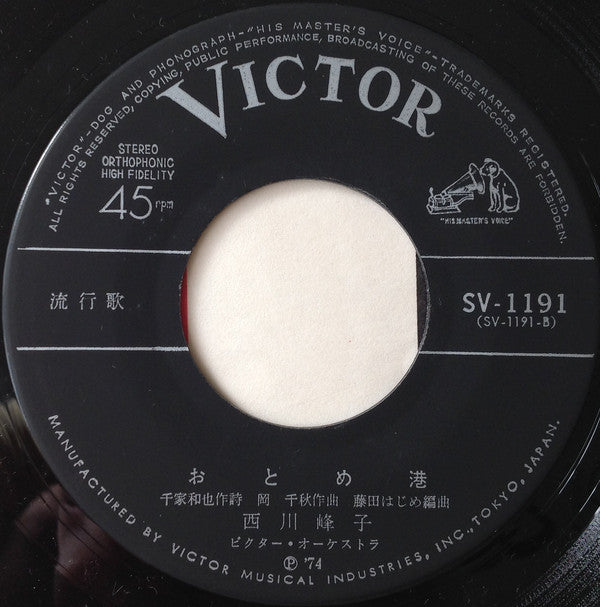 "VICTOR"-DOG AND PHONOGRAPH-"HIS MASTER'S VOICE"-TRADEMARKS REGISTERED.
ALL RIGHTS RESERVED, COPYING, PUBLIC PERFORMANCE, BROADCASTING OF THESE RECORDS ARE FORBIDDEN.
VICTOR
STEREO
ORTHOPHONIC
HIGH FIDELITY
45rpm
"HIS MASTER'S VOICE"
流行歌
SV-1191
(SV-1191-B)
おとめ港
千家和也作詩 岡 千秋作曲 藤田はじめ編曲
西川峰子
ビクター・オーケストラ
Ⓟ '74
MANUFACTURED BY VICTOR MUSICAL INDUSTRIES, INC., TOKYO, JAPAN.